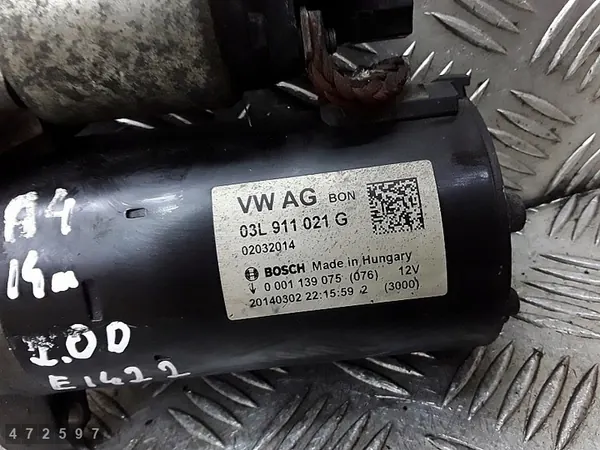 VW AG BON
03L 911 021 G
02032014
BOSCH Made in Hungary
0 001 139 075 (076) 12V
20140302 22:15:59 2 (3000)
A4
14m
2.0D
E1422
472597